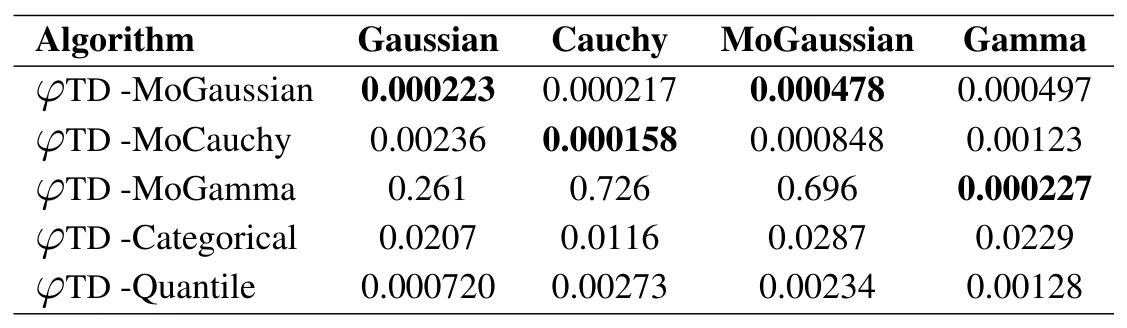 Algorithm Gaussian Cauchy MoGaussian Gamma
φTD -MoGaussian 0.000223 0.000217 0.000478 0.000497
φTD -MoCauchy 0.00236 0.000158 0.000848 0.00123
φTD -MoGamma 0.261 0.726 0.696 0.000227
φTD -Categorical 0.0207 0.0116 0.0287 0.0229
φTD -Quantile 0.000720 0.00273 0.00234 0.00128